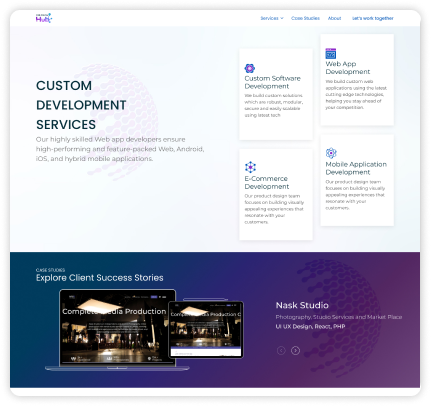 Services
Case Studies
About
Let's work together
CUSTOM
DEVELOPMENT
SERVICES
Our highly skilled Web app developers ensure
high-performing and feature-packed Web, Android,
iOS, and hybrid mobile applications.
Custom Software
Development
We build custom solutions
which are robust, modular,
secure and easily scalable
using latest tech.
Web App
Development
We build custom web
applications using the latest
cutting-edge technologies,
helping you stay ahead of
your competition.
E-Commerce
Development
Our product design team
focuses on building visually
appealing experiences that
resonate with your
customers.
Mobile Application
Development
Our product design team
focuses on building visually
appealing experiences that
resonate with your
customers.
CASE STUDIES
Explore Client Success Stories
Complete Media Production
Complete Media Production C
Nask Studio
Photography, Studio Services and Market Place
UI UX Design, React, PHP